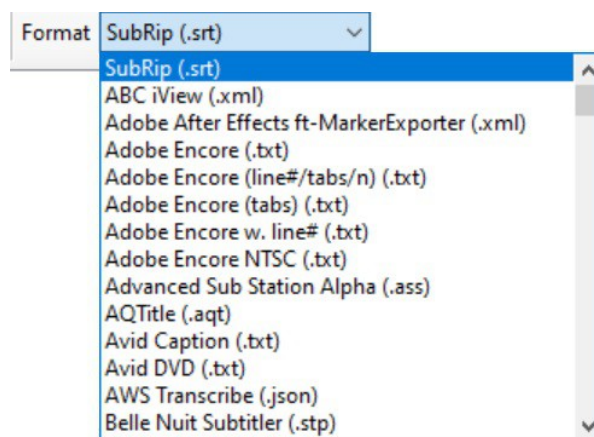 Format SubRip (.srt)
SubRip (.srt)
ABC iView (.xml)
Adobe After Effects ft-MarkerExporter (.xml)
Adobe Encore (.txt)
Adobe Encore (line#/tabs/n) (.txt)
Adobe Encore (tabs) (.txt)
Adobe Encore w. line# (.txt)
Adobe Encore NTSC (.txt)
Advanced Sub Station Alpha (.ass)
AQTitle (.aqt)
Avid Caption (.txt)
Avid DVD (.txt)
AWS Transcribe (.json)
Belle Nuit Subtitler (.stp)